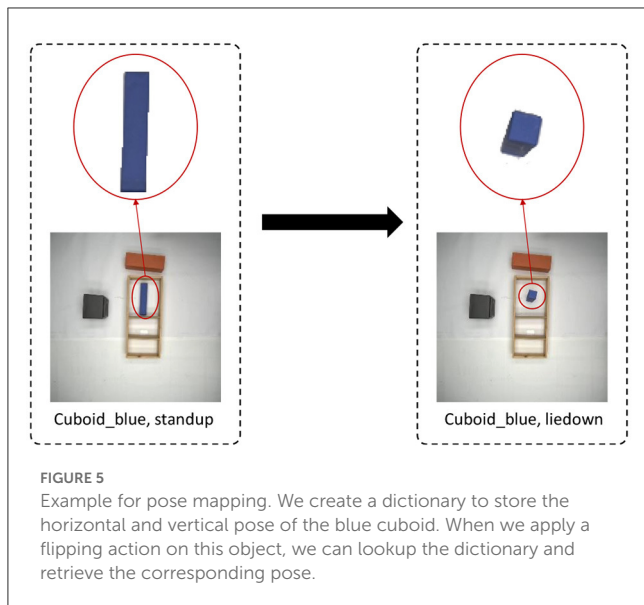 Cuboid_blue, standup
Cuboid_blue, liedown
FIGURE 5
Example for pose mapping. We create a dictionary to store the
horizontal and vertical pose of the blue cuboid. When we apply a
flipping action on this object, we can lookup the dictionary and
retrieve the corresponding pose.